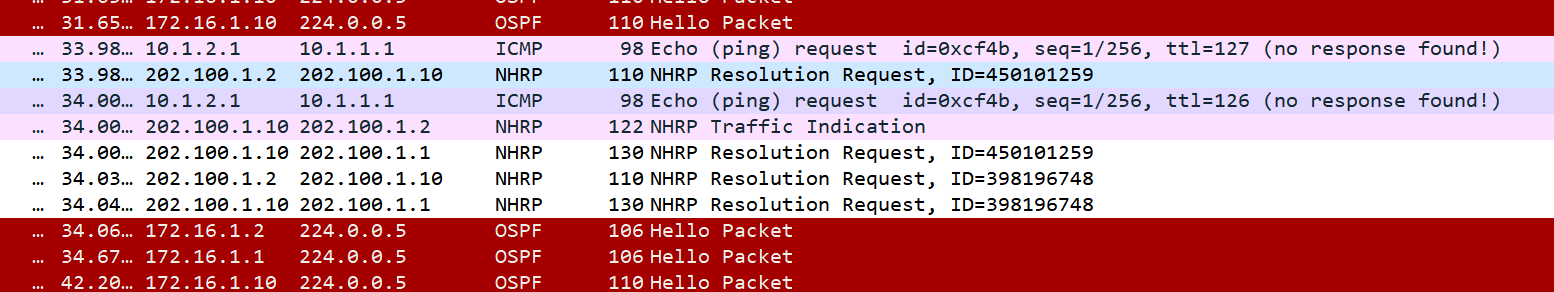 31.65… 172.16.1.10 224.0.0.5 OSPF 110 Hello Packet
… 33.98… 10.1.2.1 10.1.1.1 ICMP 98 Echo (ping) request id=0xcf4b, seq=1/256, ttl=127 (no response found!)
… 33.98… 202.100.1.2 202.100.1.10 NHRP 110 NHRP Resolution Request, ID=450101259
… 34.00… 10.1.2.1 10.1.1.1 ICMP 98 Echo (ping) request id=0xcf4b, seq=1/256, ttl=126 (no response found!)
… 34.00… 202.100.1.10 202.100.1.2 NHRP 122 NHRP Traffic Indication
… 34.00… 202.100.1.10 202.100.1.1 NHRP 130 NHRP Resolution Request, ID=450101259
… 34.03… 202.100.1.2 202.100.1.10 NHRP 110 NHRP Resolution Request, ID=398196748
… 34.04… 202.100.1.10 202.100.1.1 NHRP 130 NHRP Resolution Request, ID=398196748
… 34.06… 172.16.1.2 224.0.0.5 OSPF 106 Hello Packet
… 34.67… 172.16.1.1 224.0.0.5 OSPF 106 Hello Packet
… 42.20… 172.16.1.10 224.0.0.5 OSPF 110 Hello Packet